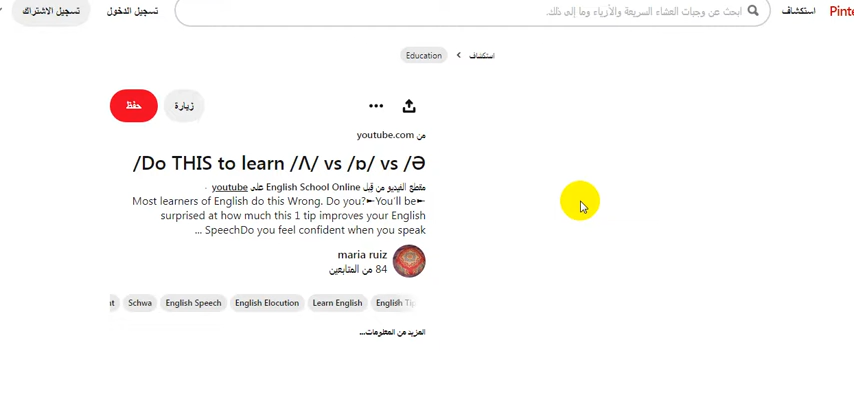 Pinte
استكشاف
ابحث عن وجبات العشاء السريعة والأزياء وما إلى ذلك.
تسجيل الدخول
تسجيل الاشتراك
استكشاف
Education
زيارة
حفظ
من youtube.com
/Do THIS to learn /Ʌ/ vs /ɒ/ vs /Ə
مقطع الفيديو من قِبل English School Online على youtube ·
Most learners of English do this Wrong. Do you?►You'll be►
surprised at how much this 1 tip improves your English
SpeechDo you feel confident when you speak ...
maria ruiz
84 من المتابعين
English Tip
Learn English
English Elocution
English Speech
Schwa
المزيد من المعلومات...